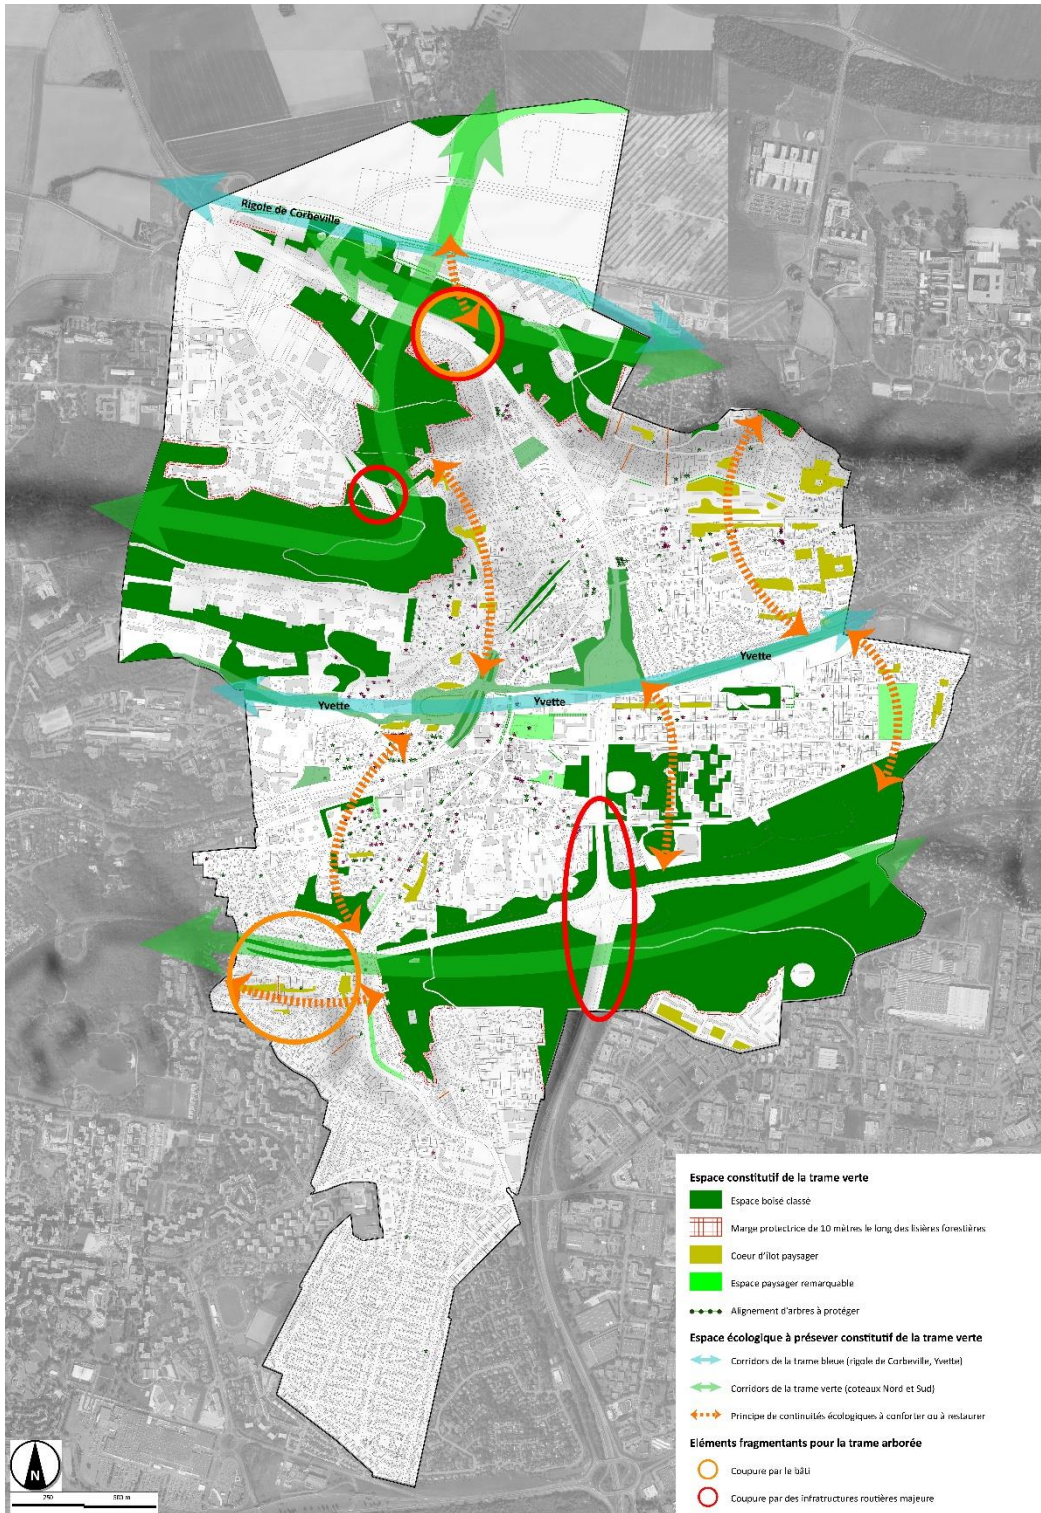 Rigole de Corbeville
Yvette
Yvette
Yvette
Espace constitutif de la trame verte
Espace boisé classé
Marge protectrice de 10 mètres le long des lisières forestières
Coeur d'îlot paysager
Espace paysager remarquable
Alignement d'arbres à protéger
Espace écologique à présever constitutif de la trame verte
Corridors de la trame bleue (rigole de Corbeville, Yvette)
Corridors de la trame verte (coteaux Nord et Sud)
Principe de continuités écologiques à conforter ou à restaurer
Eléments fragmentants pour la trame arborée
Coupure par le bâti
Coupure par des infratructures routières majeure
N
250
500 m